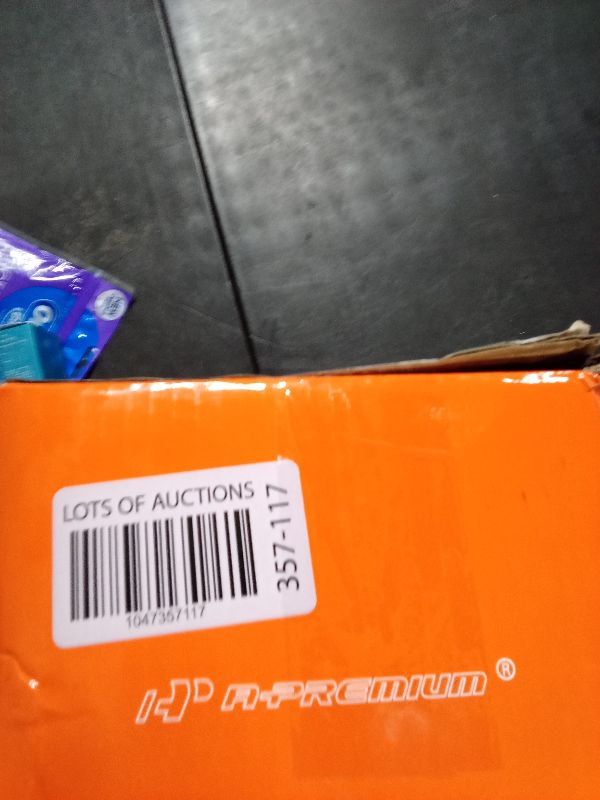 LOTS OF AUCTIONS
357-117
1047357117
A-PREMIUM®